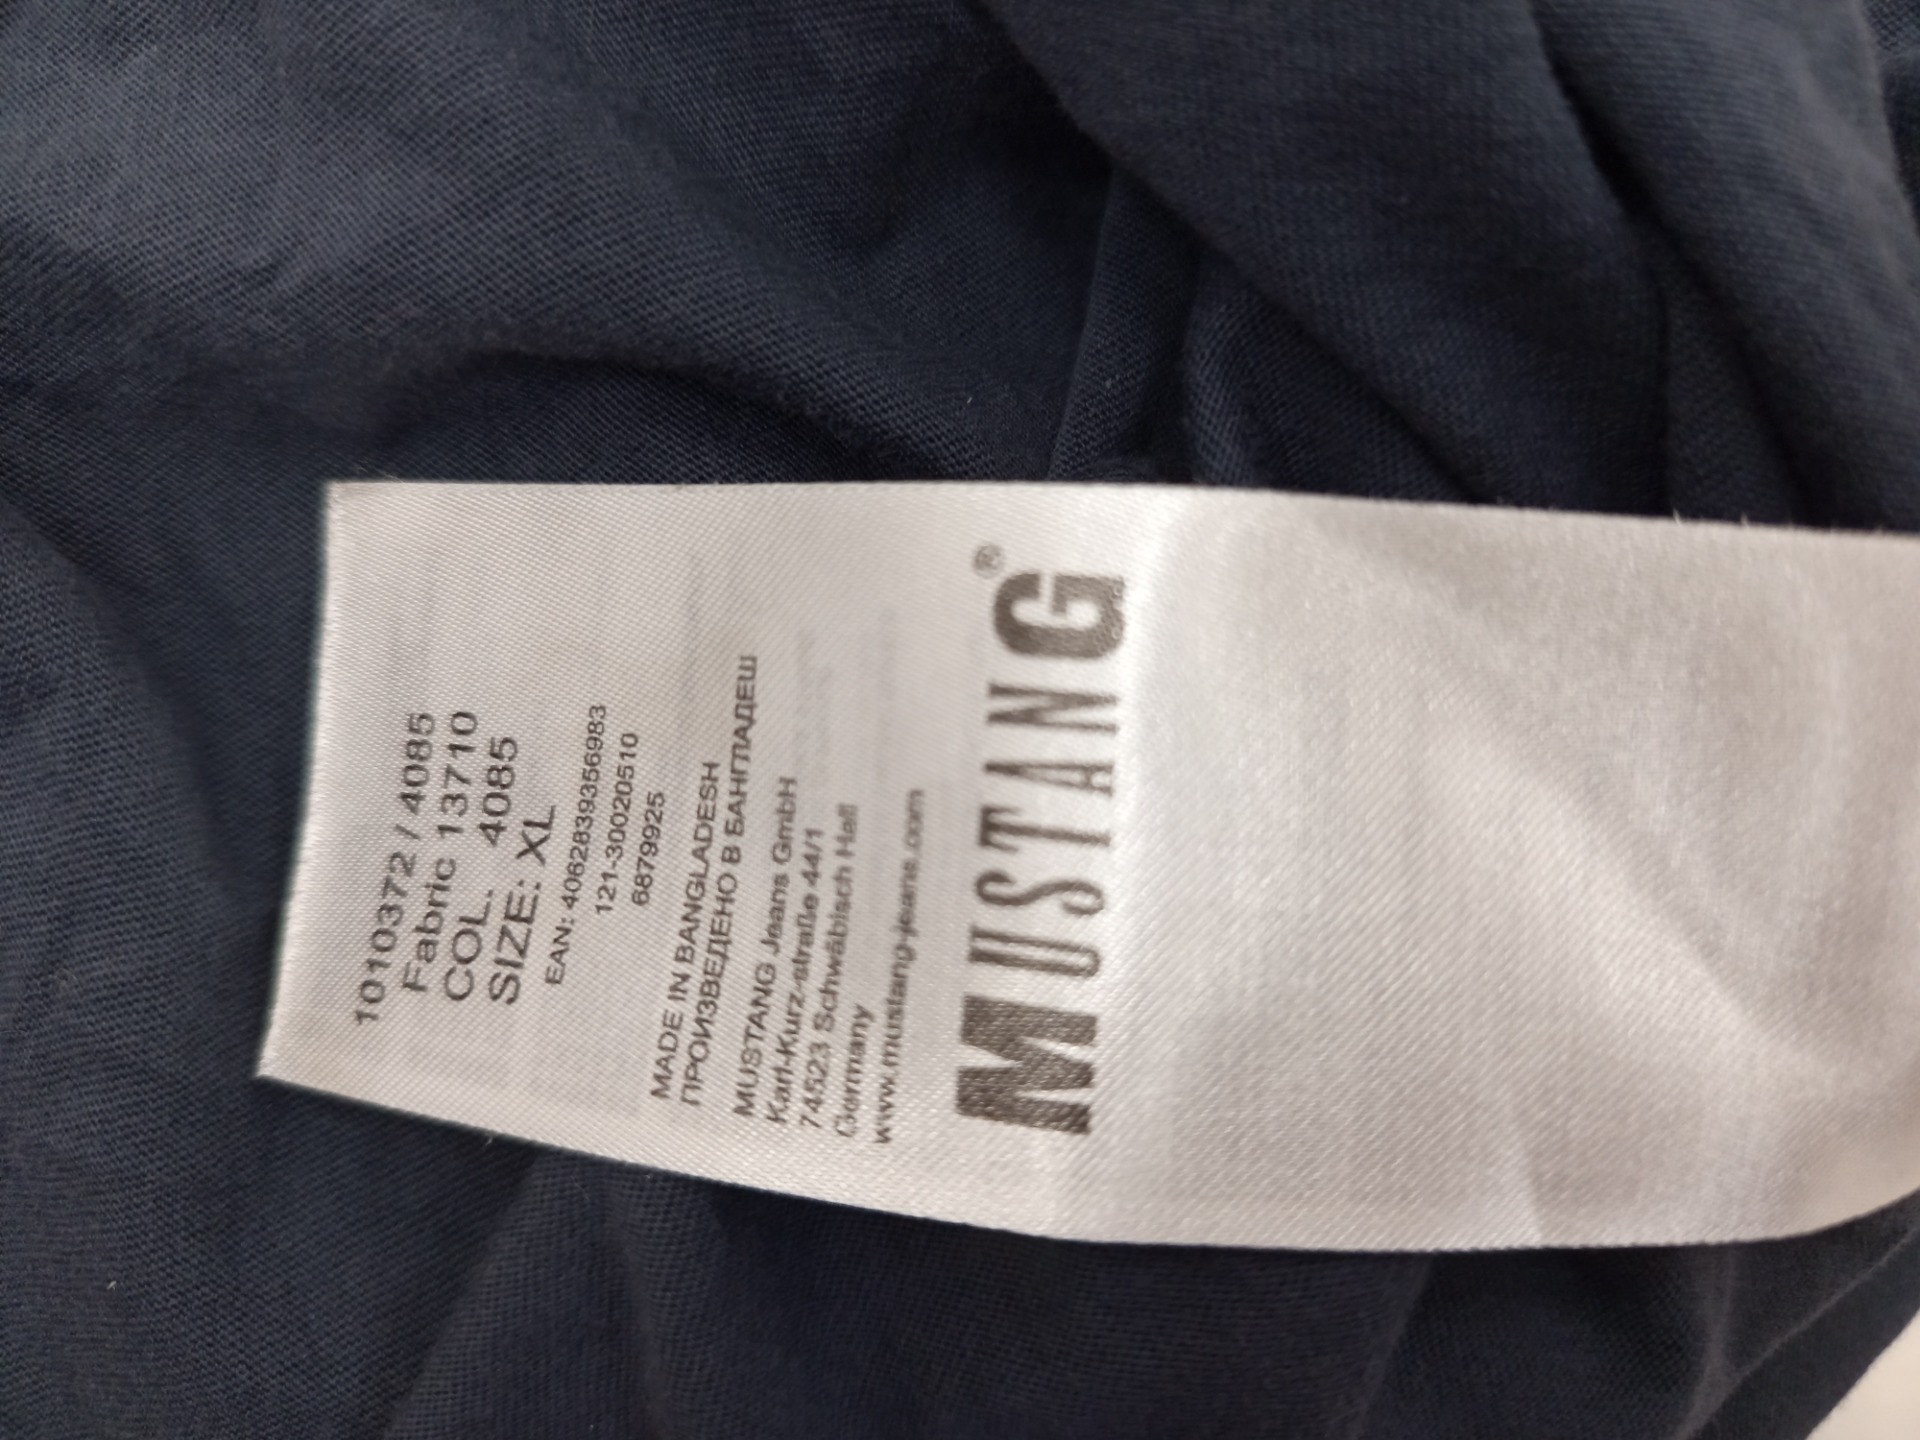 1010372 / 4085
Fabric 13710
COL. 4085
SIZE: XL
EAN: 4062839356983
121-300202510
6879925
MADE IN BANGLADESH
ПРОИЗВЕДЕНО В БАНГЛАДЕШ
MUSTANG Jeans GmbH
Karl-Kurz-straße 44/1
74523 Schwäbisch Hall
Germany
www.mustang-jeans.com
MUSTANG®